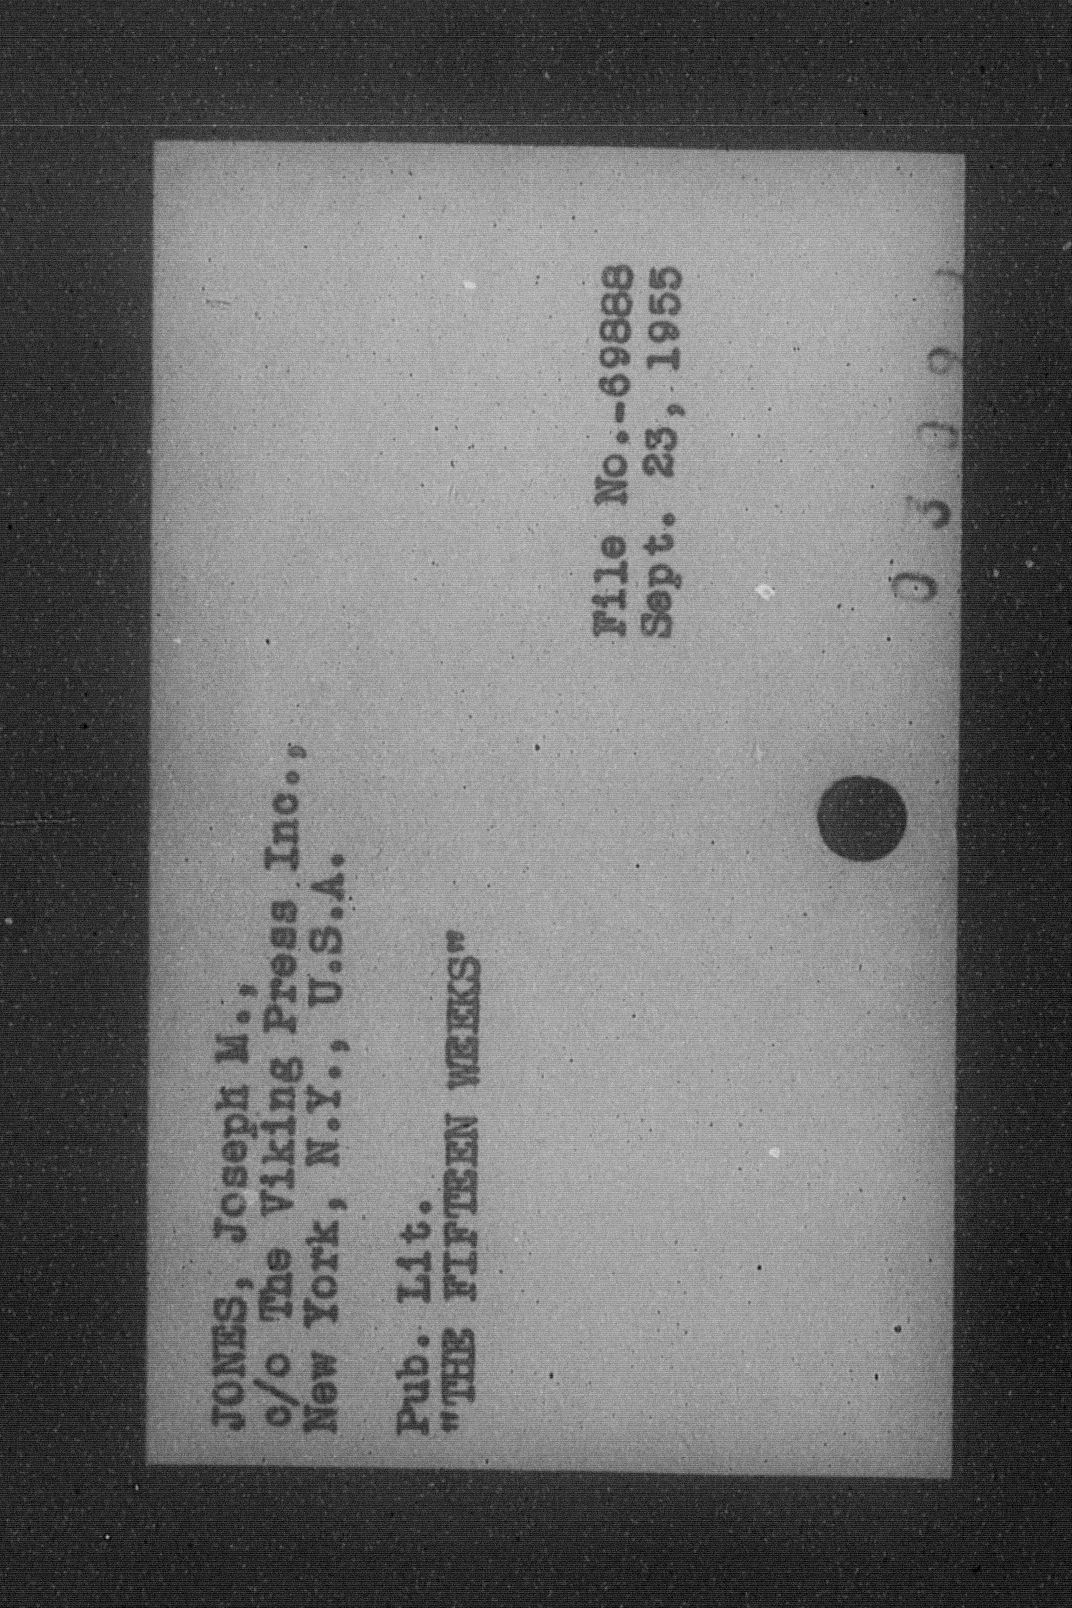 JONES, Joseph M.,
c/o The Viking Press Inc.,
New York, N.Y., U.S.A.
Pub. Lit.
"THE FIFTEEN WEEKS"
File No.-69888
Sept. 23, 1955
0309